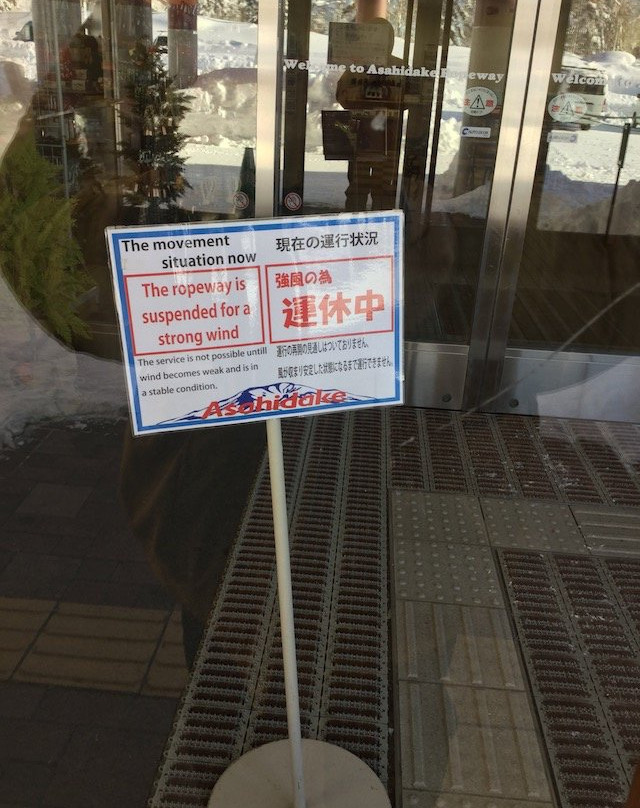 Welcome to Asahidake Ropeway
Welcome
The movement
situation now
現在の運行状況
The ropeway is
suspended for a
strong wind
強風の為
運休中
The service is not possible untill
wind becomes weak and is in
a stable condition.
運行の再開の見通しはついておりません。
風が収まり安定した状態になるまで運行できません。
Asahidake